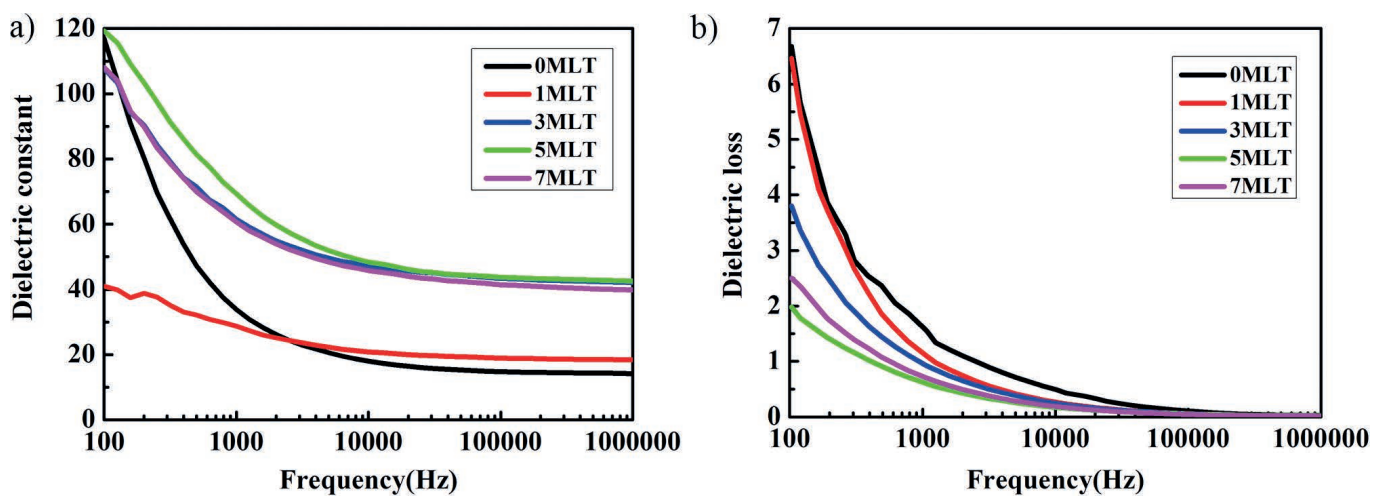 a)
Dielectric constant
120
100
80
60
40
20
0
0MLT
1MLT
3MLT
5MLT
7MLT
100
1000
10000
100000
1000000
Frequency(Hz)
b)
Dielectric loss
7
6
5
4
3
2
1
0
0MLT
1MLT
3MLT
5MLT
7MLT
100
1000
10000
100000
1000000
Frequency(Hz)